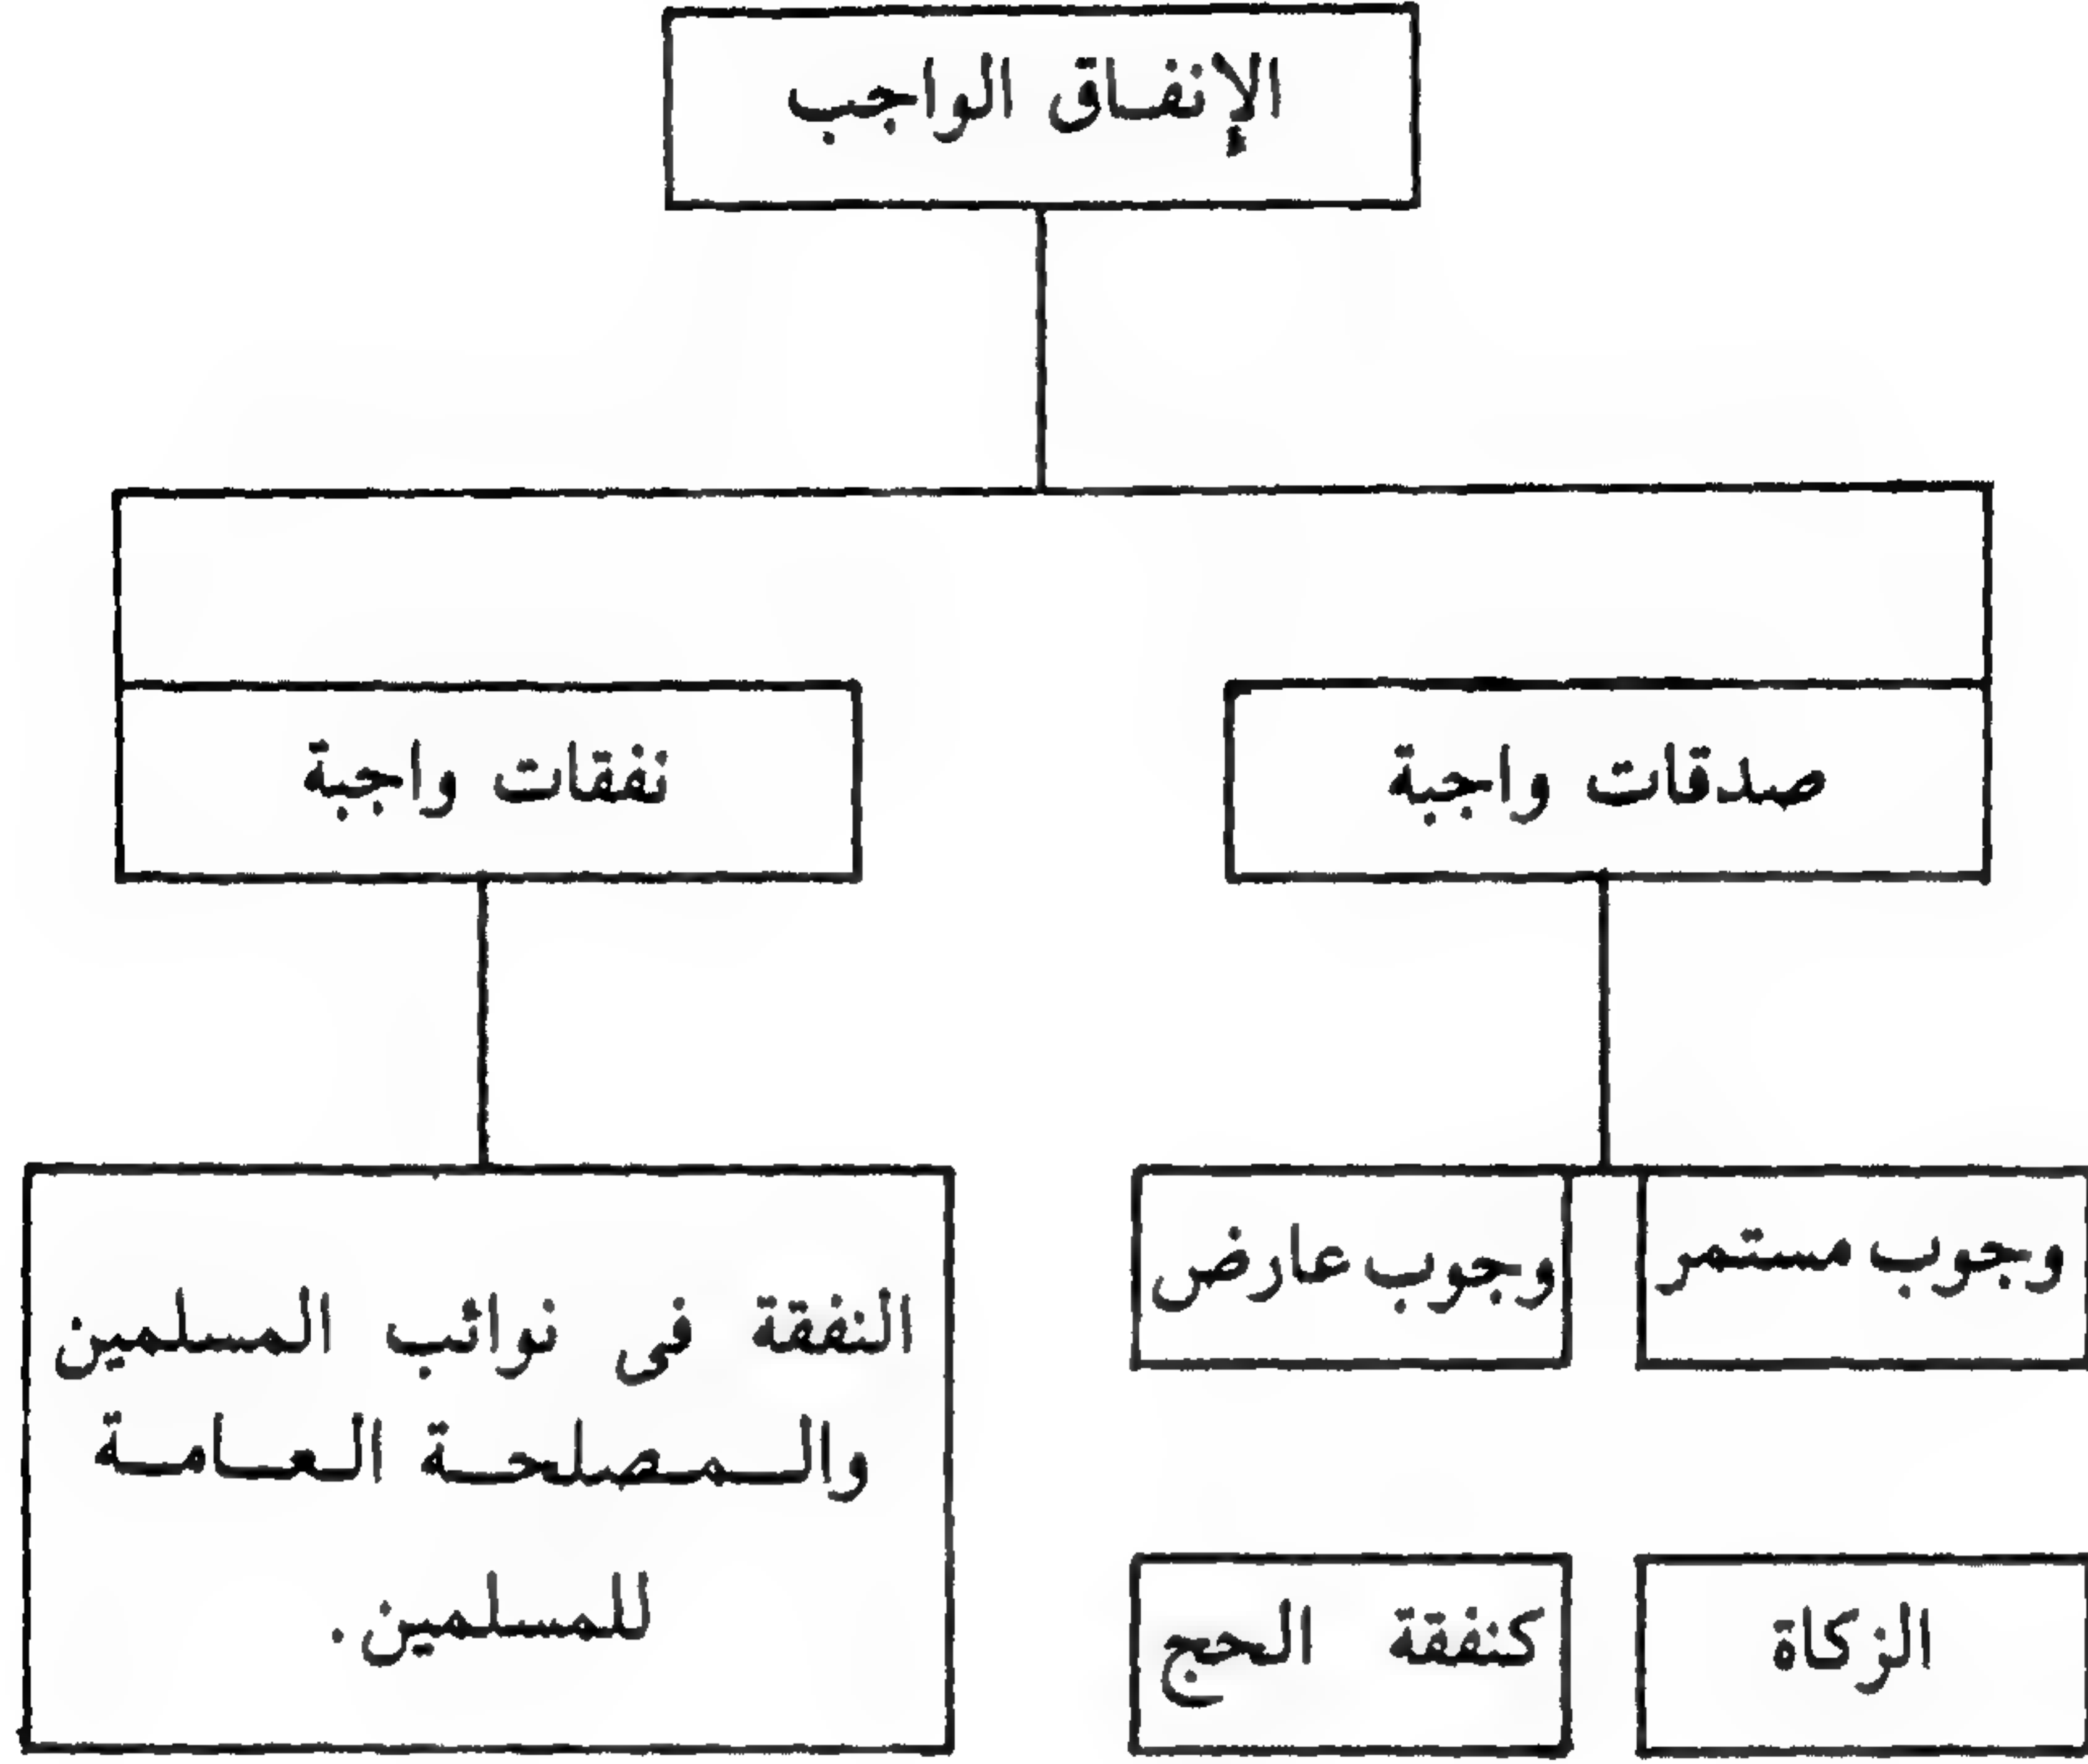 الإنفاق الواجب
صدقات واجبة
نفقات واجبة
وجوب مستمر
وجوب عارض
الزكاة
كنفقة الحج
النفقة فى نوائب المسلمين
والمصلحة العامة
للمسلمين .